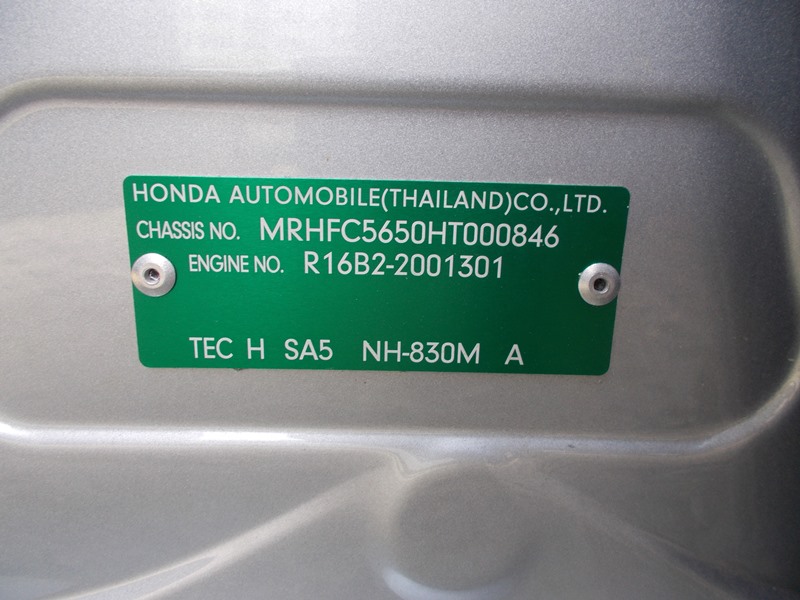 HONDA AUTOMOBILE(THAILAND)CO.,LTD.
CHASSIS NO. MRHFC5650HT000846
ENGINE NO. R16B2-2001301
TEC H SA5 NH-830M A